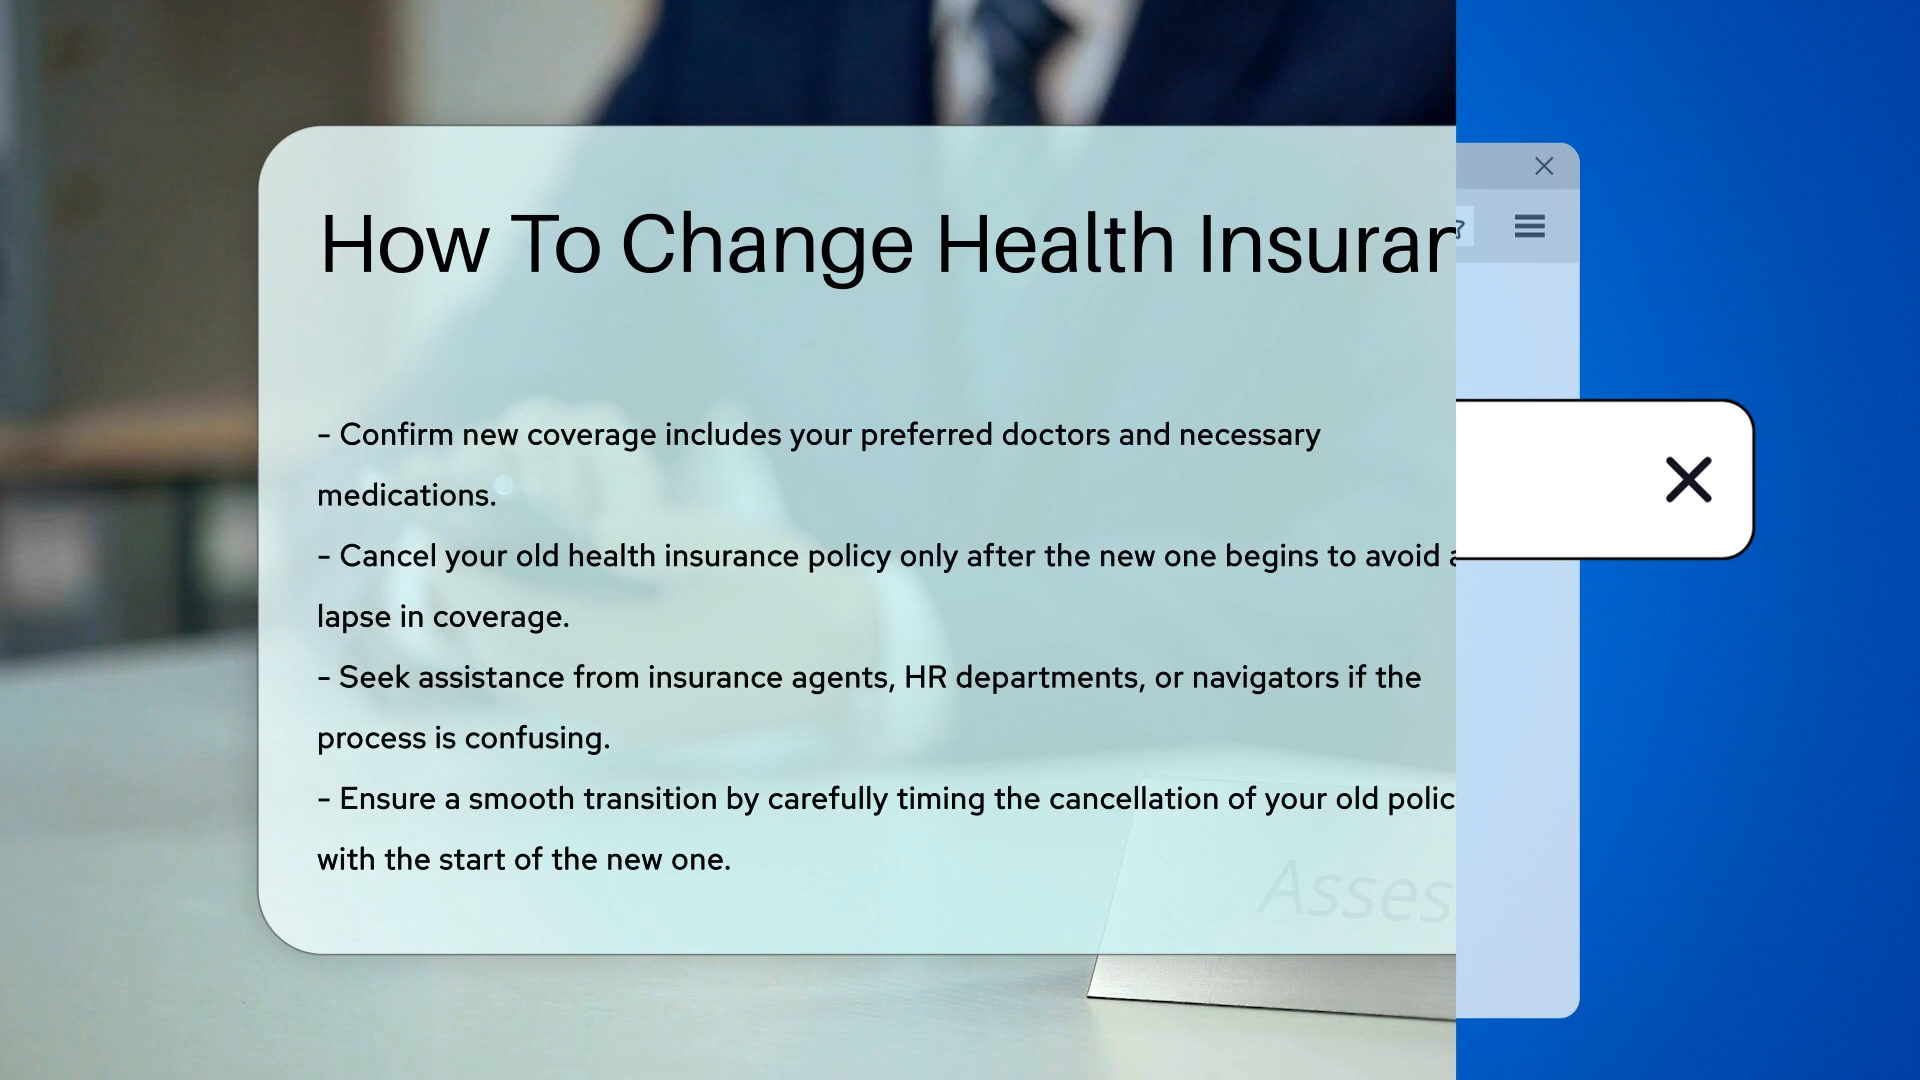 How To Change Health Insuran
- Confirm new coverage includes your preferred doctors and necessary
medications.
- Cancel your old health insurance policy only after the new one begins to avoid a
lapse in coverage.
- Seek assistance from insurance agents, HR departments, or navigators if the
process is confusing.
- Ensure a smooth transition by carefully timing the cancellation of your old polic
with the start of the new one.
Asses